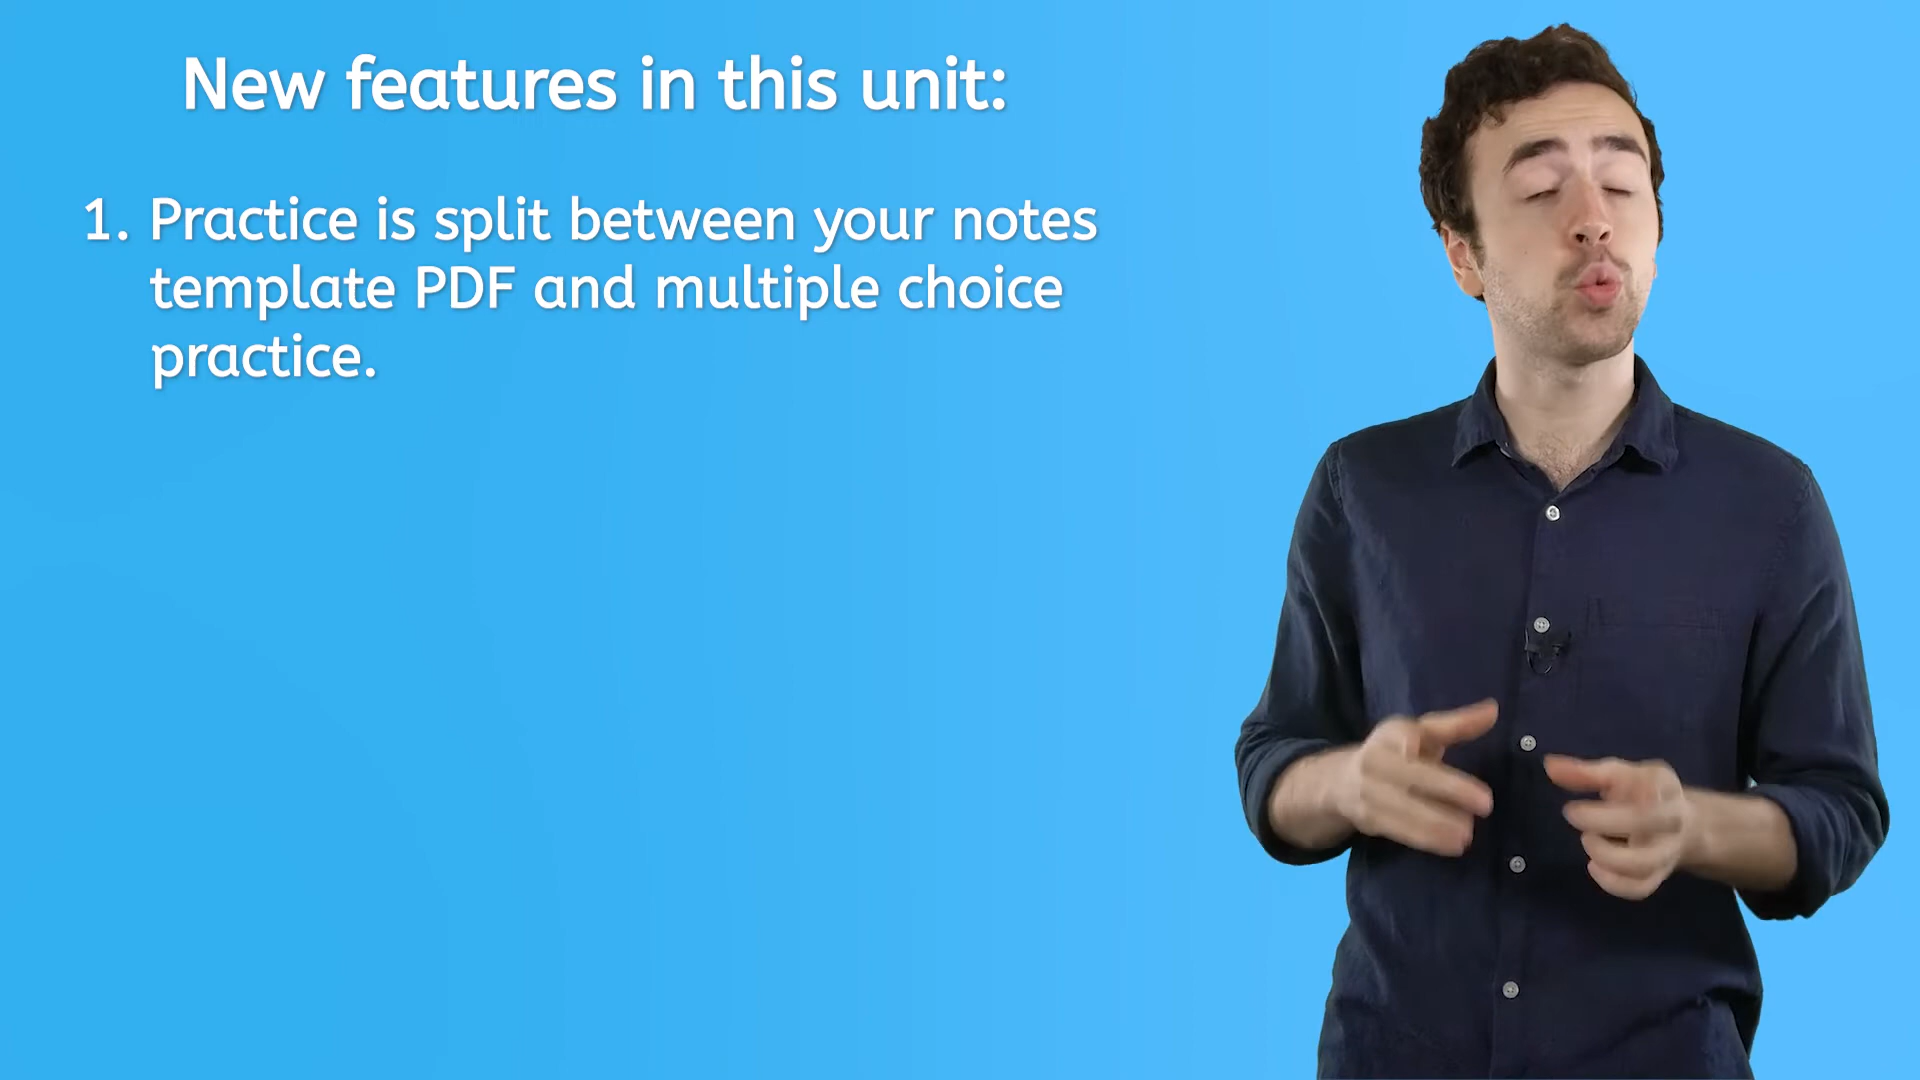 New features in this unit:
1. Practice is split between your notes
template PDF and multiple choice
practice.